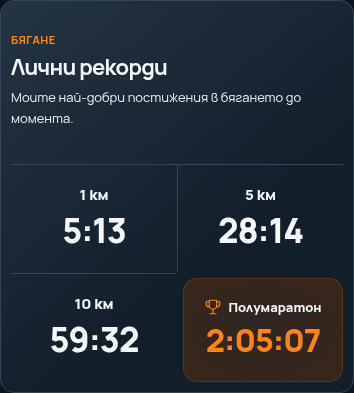 БЯГАНЕ
Лични рекорди
Моите най-добри постижения в бягането до
момента.
1 км
5:13
5 км
28:14
10 км
59:32
Полумаратон
2:05:07